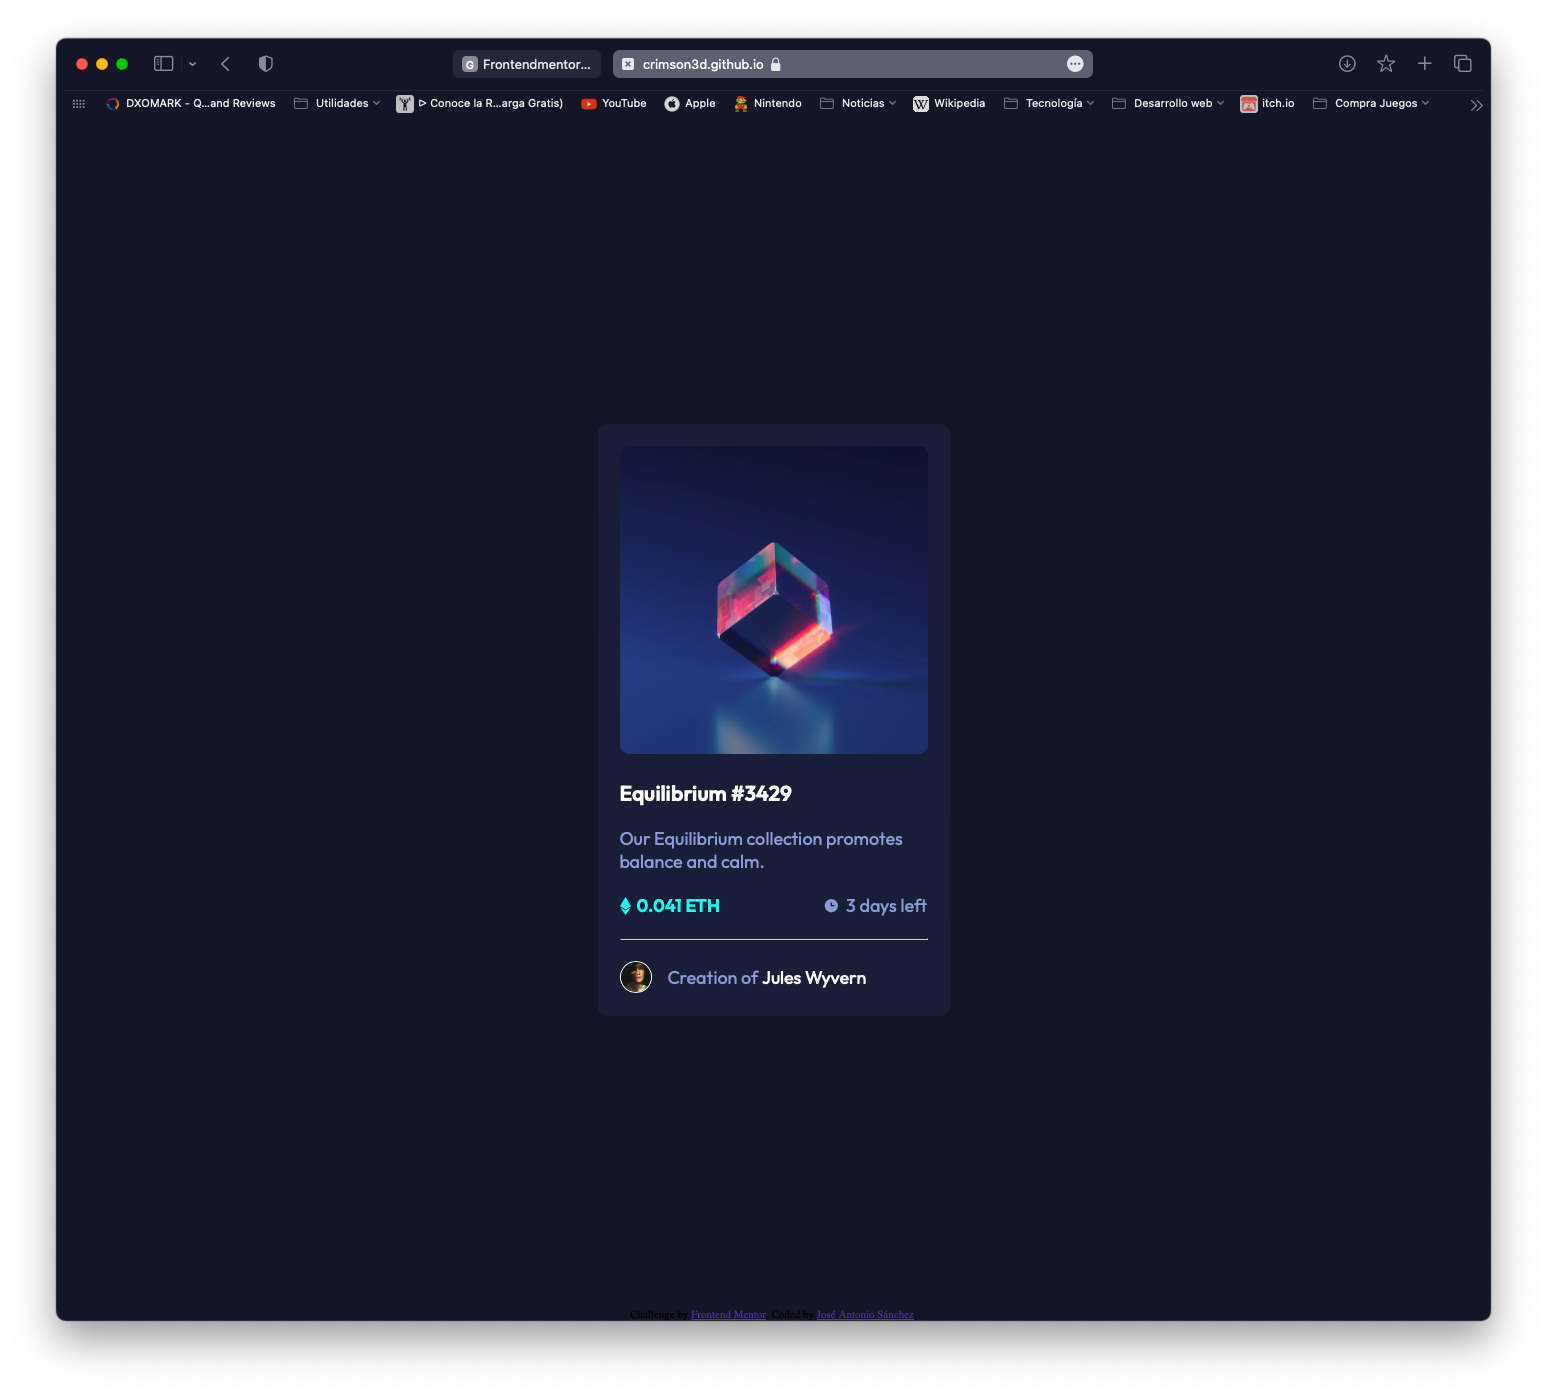 Frontendmentor...
crimson3d.github.io
DXOMARK - Q...and Reviews
Utilidades
ᐅ Conoce la R...arga Gratis)
YouTube
Apple
Nintendo
Noticias
Wikipedia
Tecnología
Desarrollo web
itch.io
Compra Juegos
Equilibrium #3429
Our Equilibrium collection promotes
balance and calm.
0.041 ETH
3 days left
Creation of Jules Wyvern
Challenge by Frontend Mentor. Coded by José Antonio Sánchez.